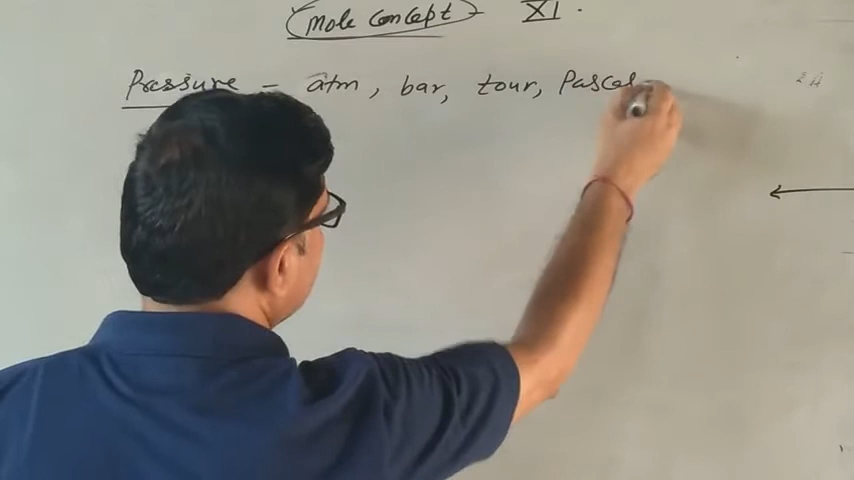 Mole Concept XI.
Pressure - atm, bar, tour, Pascal